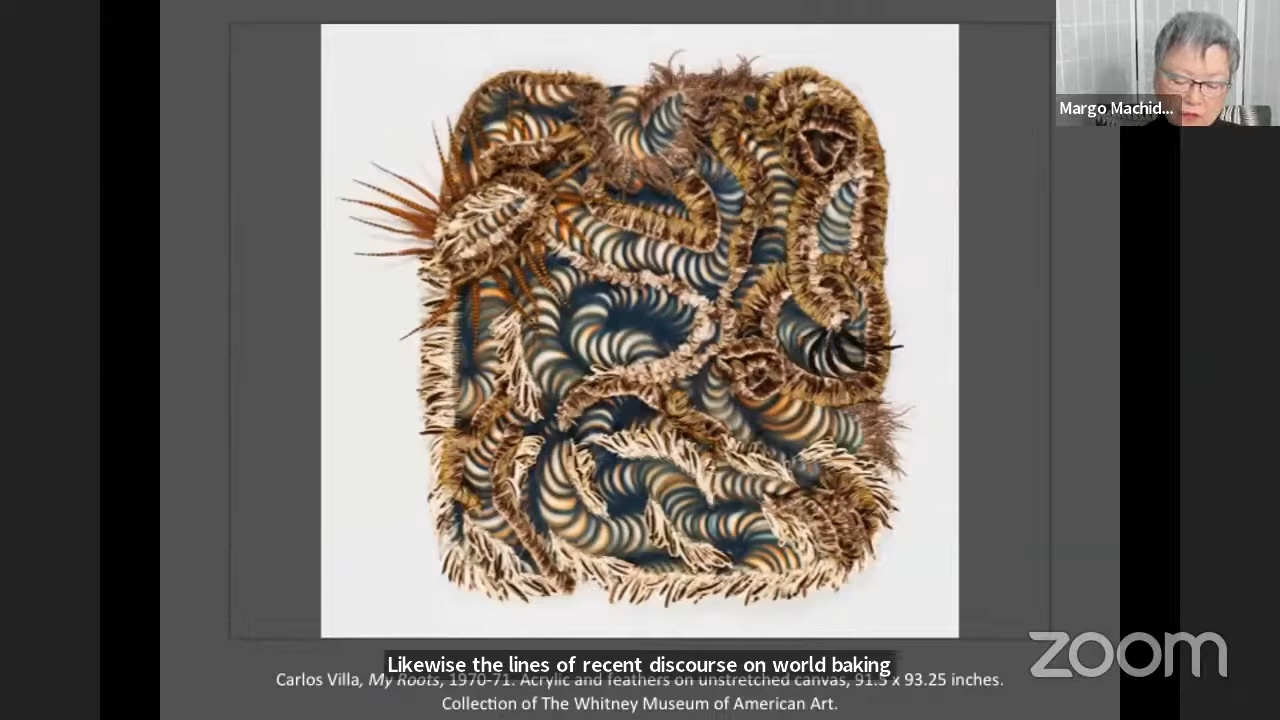 Margo Machid...
Likewise the lines of recent discourse on world baking
Carlos Villa, My Roots, 1970-71. Acrylic and feathers on unstretched canvas, 91.5 x 93.25 inches.
Collection of The Whitney Museum of American Art.
zoom